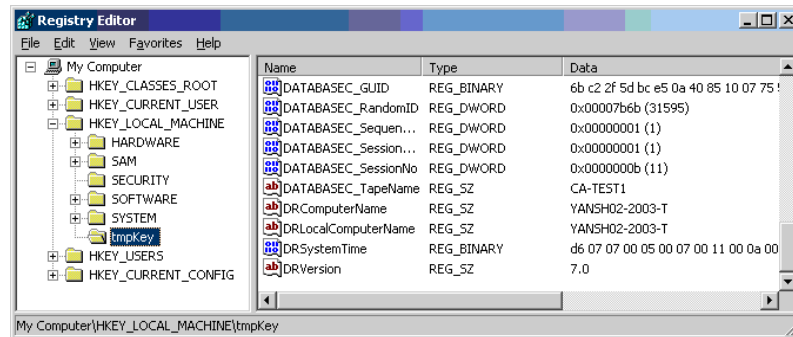 Registry Editor
File Edit View Favorites Help
My Computer
HKEY_CLASSES_ROOT
HKEY_CURRENT_USER
HKEY_LOCAL_MACHINE
HARDWARE
SAM
SECURITY
SOFTWARE
SYSTEM
tmpKey
HKEY_USERS
HKEY_CURRENT_CONFIG
Name Type Data
DATABASEC_GUID REG_BINARY 6b c2 2f 5d bc e5 0a 40 85 10 07 75
DATABASEC_RandomID REG_DWORD 0x00007b6b (31595)
DATABASEC_Sequen... REG_DWORD 0x00000001 (1)
DATABASEC_Session... REG_DWORD 0x00000001 (1)
DATABASEC_SessionNo REG_DWORD 0x0000000b (11)
DATABASEC_TapeName REG_SZ CA-TEST1
DRComputerName REG_SZ YANSH02-2003-T
DRLocalComputerName REG_SZ YANSH02-2003-T
DRSystemTime REG_BINARY d6 07 07 00 05 00 07 00 11 00 0a 00
DRVersion REG_SZ 7.0
My Computer\HKEY_LOCAL_MACHINE\tmpKey